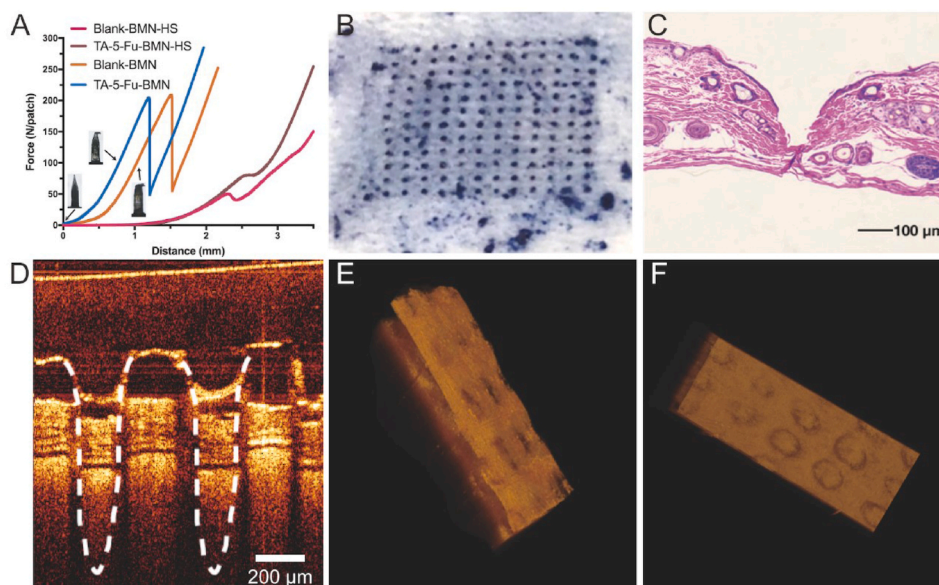 A
Blank-BMN-HS
TA-5-Fu-BMN-HS
Blank-BMN
TA-5-Fu-BMN
Force (N/patch)
300
250
200
150
100
50
0
0
1
2
3
Distance (mm)
B
C
100 μm
D
200 μm
E
F